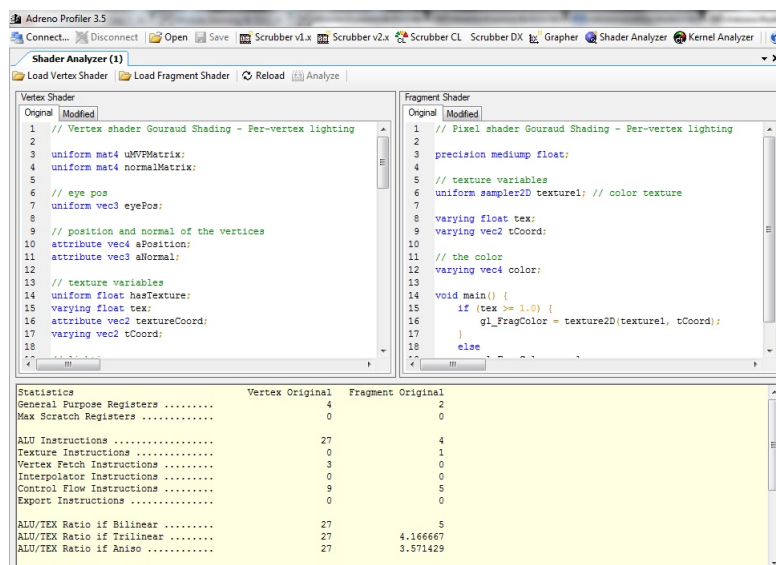 Adreno Profiler 3.5
Connect... Disconnect Open Save Scrubber v1.x Scrubber v2.x Scrubber CL Scrubber DX Grapher Shader Analyzer Kernel Analyzer
Shader Analyzer (1)
Load Vertex Shader Load Fragment Shader Reload Analyze
Vertex Shader
Original Modified
1 // Vertex shader Gouraud Shading - Per-vertex lighting
2
3 uniform mat4 uMVPMatrix;
4 uniform mat4 normalMatrix;
5
6 // eye pos
7 uniform vec3 eyePos;
8
9 // position and normal of the vertices
10 attribute vec4 aPosition;
11 attribute vec3 aNormal;
12
13 // texture variables
14 uniform float hasTexture;
15 varying float tex;
16 attribute vec2 textureCoord;
17 varying vec2 tCoord;
18
Fragment Shader
Original Modified
1 // Pixel shader Gouraud Shading - Per-vertex lighting
2
3 precision mediump float;
4
5 // texture variables
6 uniform sampler2D texture1; // color texture
7
8 varying float tex;
9 varying vec2 tCoord;
10
11 // the color
12 varying vec4 color;
13
14 void main() {
15 if (tex >= 1.0) {
16 gl_FragColor = texture2D(texture1, tCoord);
17 }
18 else
Statistics Vertex Original Fragment Original
General Purpose Registers ......... 4 2
Max Scratch Registers ............. 0 0
ALU Instructions .................. 27 4
Texture Instructions .............. 0 1
Vertex Fetch Instructions ......... 3 0
Interpolator Instructions ......... 0 0
Control Flow Instructions ......... 9 5
Export Instructions ............... 0 0
ALU/TEX Ratio if Bilinear ......... 27 5
ALU/TEX Ratio if Trilinear ........ 27 4.166667
ALU/TEX Ratio if Aniso ............ 27 3.571429